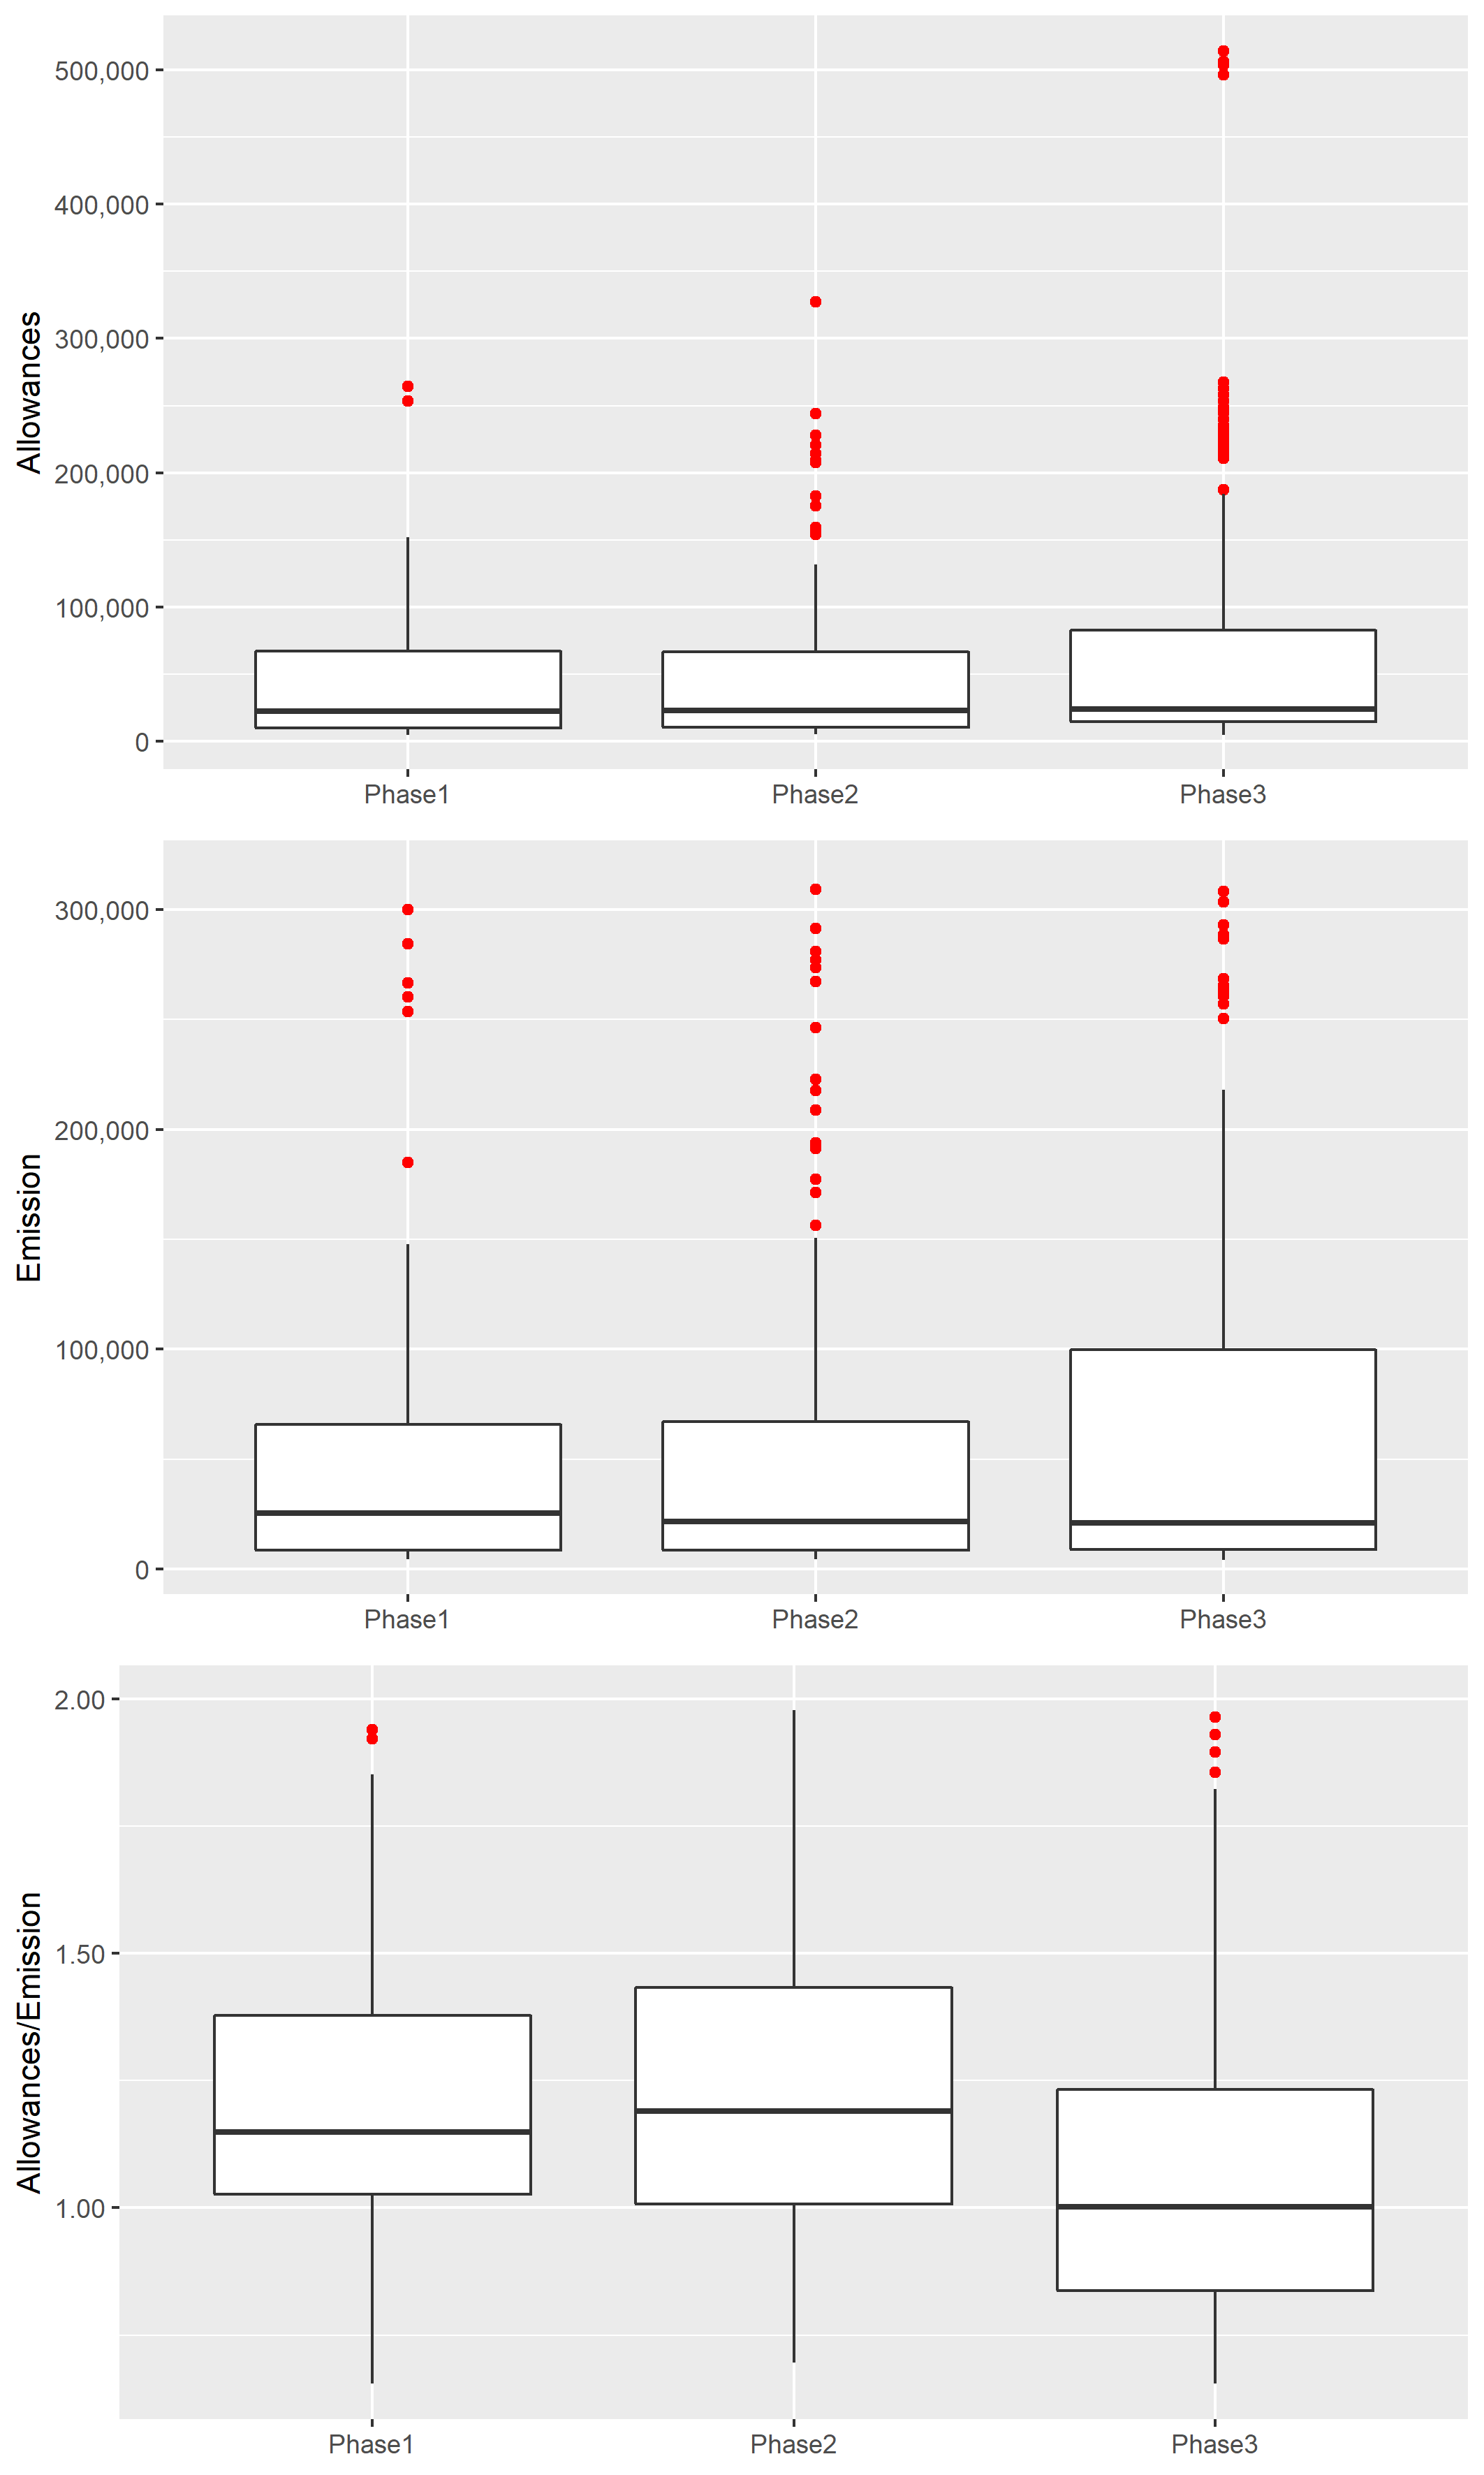 Allowances
500,000
400,000
300,000
200,000
100,000
0
Phase1 Phase2 Phase3
Emission
300,000
200,000
100,000
0
Phase1 Phase2 Phase3
Allowances/Emission
2.00
1.50
1.00
Phase1 Phase2 Phase3